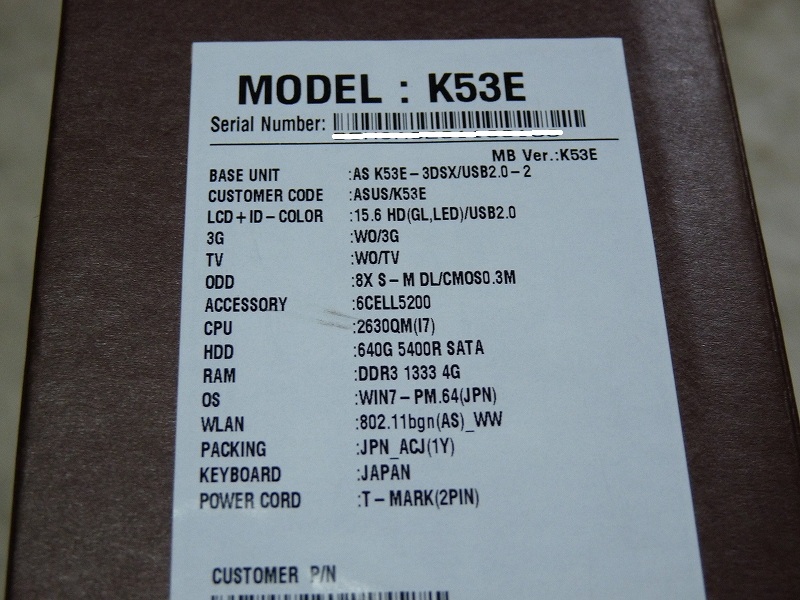 MODEL : K53E
Serial Number:
MB Ver.:K53E
BASE UNIT :AS K53E-3DSX/USB2.0-2
CUSTOMER CODE :ASUS/K53E
LCD+ID-COLOR :15.6 HD(GL,LED)/USB2.0
3G :WO/3G
TV :WO/TV
ODD :8X S-M DL/CMOS0.3M
ACCESSORY :6CELL5200
CPU :2630QM(I7)
HDD :640G 5400R SATA
RAM :DDR3 1333 4G
OS :WIN7-PM.64(JPN)
WLAN :802.11bgn(AS)_WW
PACKING :JPN_ACJ(1Y)
KEYBOARD :JAPAN
POWER CORD :T-MARK(2PIN)
CUSTOMER P/N